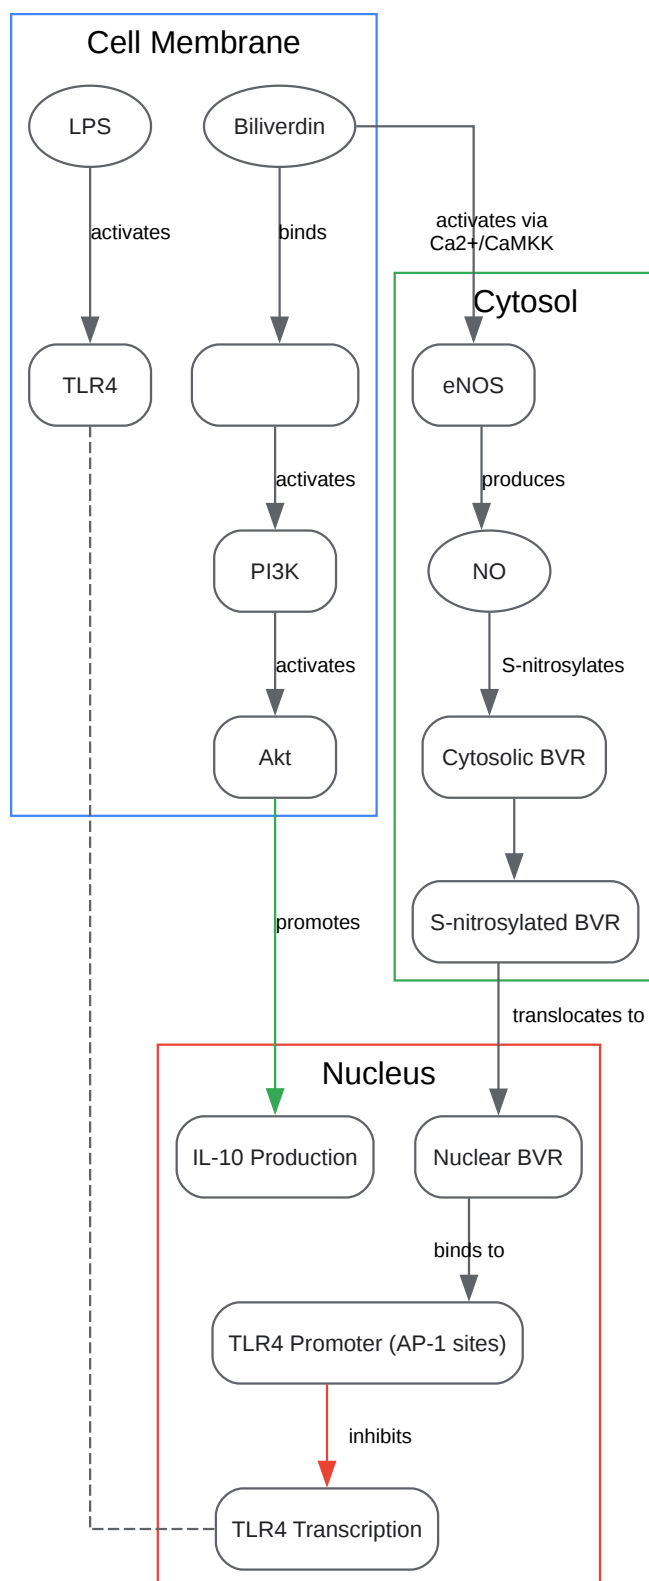 Cell Membrane
LPS
Biliverdin
activates
binds
activates via
Ca2+/CaMKK
Cytosol
TLR4
eNOS
activates
produces
PI3K
NO
activates
S-nitrosylates
Akt
Cytosolic BVR
promotes
S-nitrosylated BVR
translocates to
Nucleus
IL-10 Production
Nuclear BVR
binds to
TLR4 Promoter (AP-1 sites)
inhibits
TLR4 Transcription